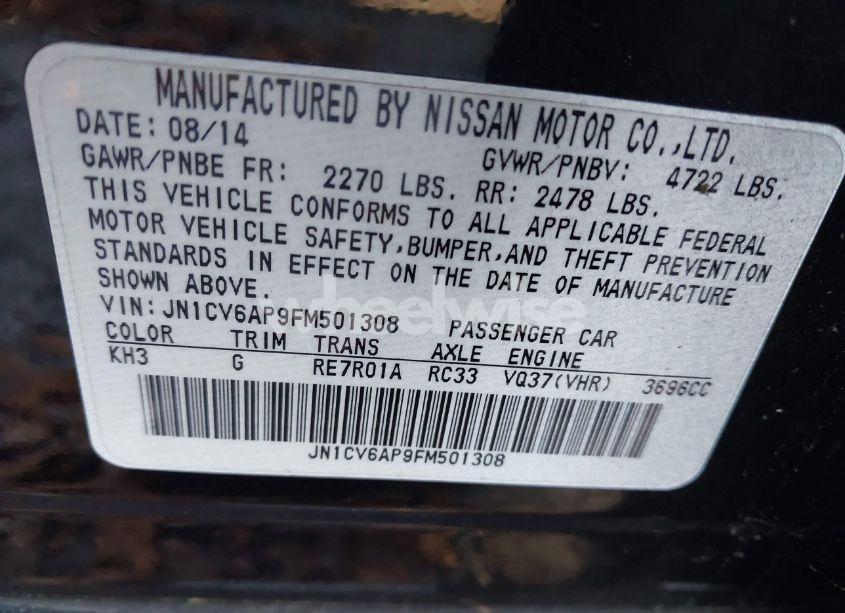 MANUFACTURED BY NISSAN MOTOR CO.,LTD.
DATE: 08/14 GVWR/PNBV: 4722 LBS.
GAWR/PNBE FR: 2270 LBS. RR: 2478 LBS.
THIS VEHICLE CONFORMS TO ALL APPLICABLE FEDERAL
MOTOR VEHICLE SAFETY,BUMPER,AND THEFT PREVENTION
STANDARDS IN EFFECT ON THE DATE OF MANUFACTURE
SHOWN ABOVE.
wheelwise
VIN:JN1CV6AP9FM501308 PASSENGER CAR
COLOR TRIM TRANS AXLE ENGINE
KH3 G RE7R01A RC33 VQ37(VHR) 3696CC
JN1CV6AP9FM501308